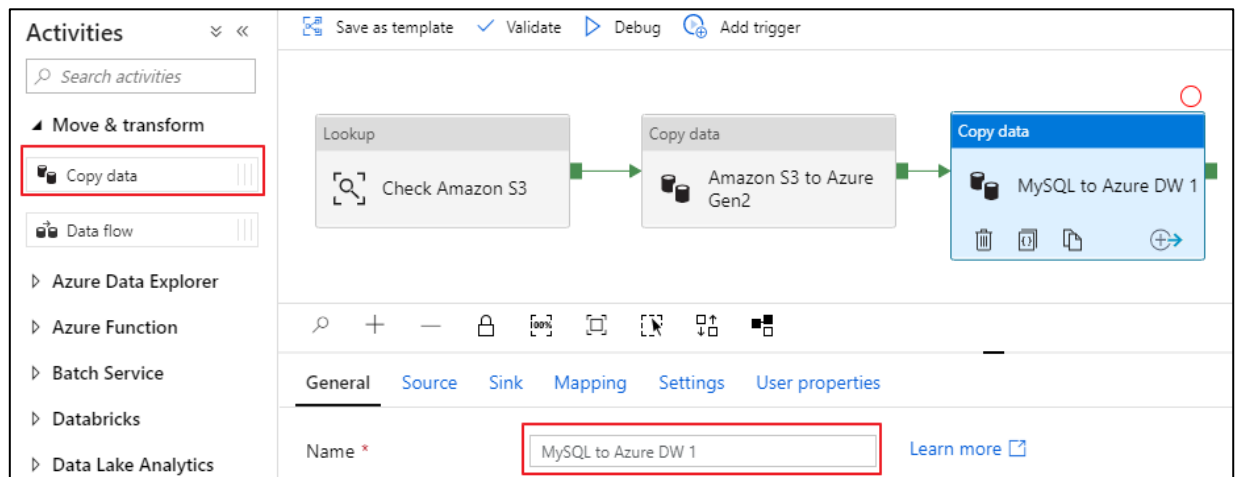 Activities
Search activities
Move & transform
Copy data
Data flow
Azure Data Explorer
Azure Function
Batch Service
Databricks
Data Lake Analytics
Save as template
Validate
Debug
Add trigger
Lookup
Check Amazon S3
Copy data
Amazon S3 to Azure
Gen2
Copy data
MySQL to Azure DW 1
100%
General
Source
Sink
Mapping
Settings
User properties
Name *
MySQL to Azure DW 1
Learn more